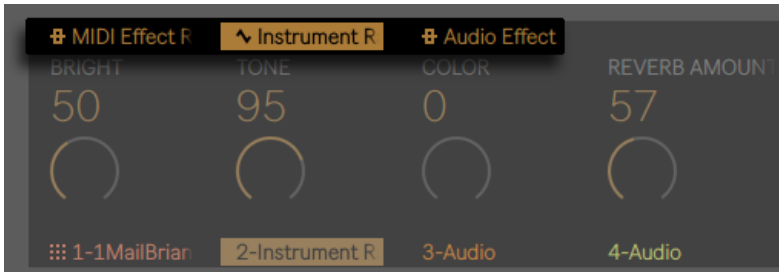 MIDI Effect R Instrument R Audio Effect
BRIGHT TONE COLOR REVERB AMOUNT
50 95 0 57
1-1MailBrian 2-Instrument R 3-Audio 4-Audio